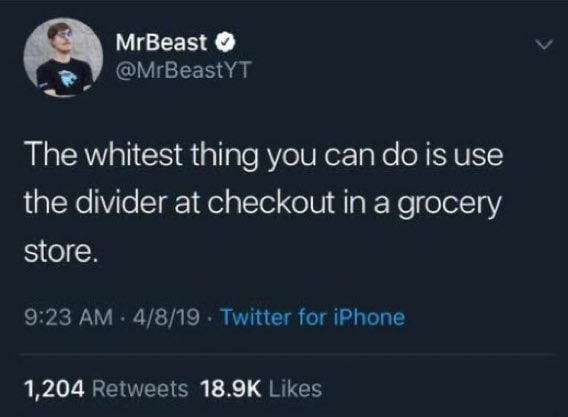 MrBeast
@MrBeastYT
The whitest thing you can do is use
the divider at checkout in a grocery
store.
9:23 AM · 4/8/19 · Twitter for iPhone
1,204 Retweets 18.9K Likes